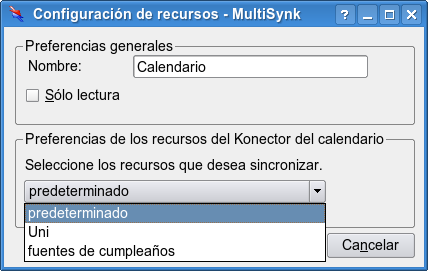 Configuración de recursos - MultiSynk
Preferencias generales
Nombre: Calendario
Sólo lectura
Preferencias de los recursos del Konector del calendario
Seleccione los recursos que desea sincronizar.
predeterminado
predeterminado
Uni
fuentes de cumpleaños
Cancelar